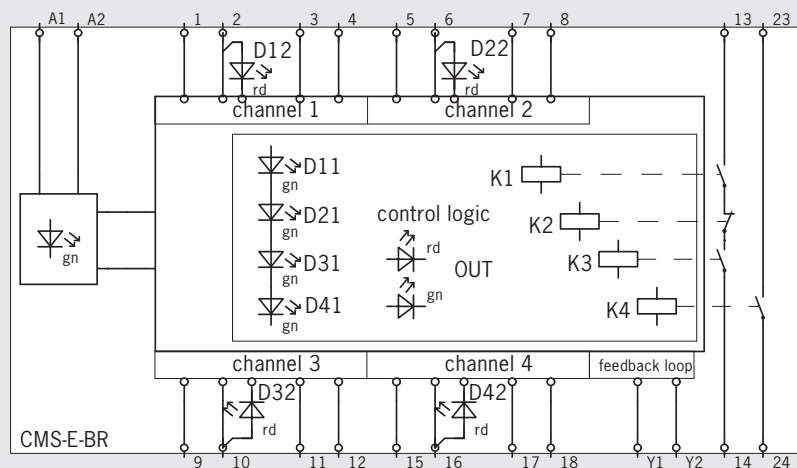 A1 A2 1 2 3 4 5 6 7 8 13 23
D12 D22
rd rd
channel 1 channel 2
D11
gn
K1
D21
gn
control logic
K2
gn
D31
gn
rd
OUT
K3
D41
gn
gn
K4
channel 3 channel 4 feedback loop
D32 D42
rd rd
CMS-E-BR
9 10 11 12 15 16 17 18 Y1 Y2 14 24